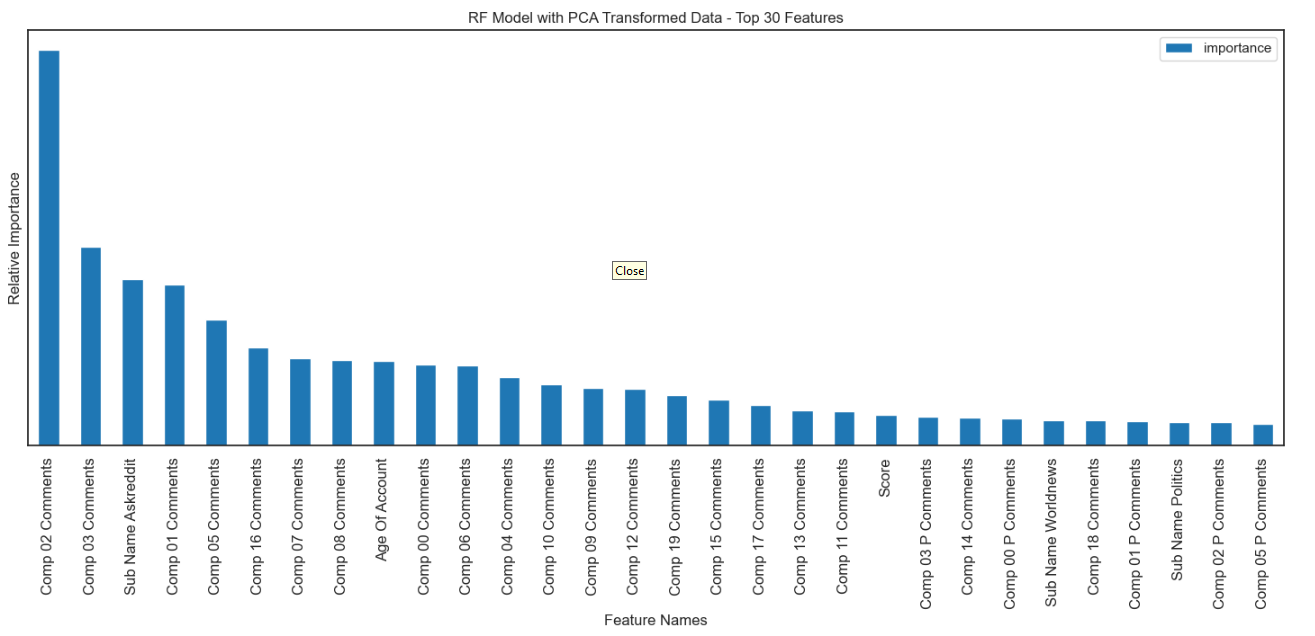 RF Model with PCA Transformed Data - Top 30 Features
importance
Relative Importance
Close
Comp 02 Comments
Comp 03 Comments
Sub Name Askreddit
Comp 01 Comments
Comp 05 Comments
Comp 16 Comments
Comp 07 Comments
Comp 08 Comments
Age Of Account
Comp 00 Comments
Comp 06 Comments
Comp 04 Comments
Comp 10 Comments
Comp 09 Comments
Comp 12 Comments
Comp 19 Comments
Comp 15 Comments
Comp 17 Comments
Comp 13 Comments
Comp 11 Comments
Score
Comp 03 P Comments
Comp 14 Comments
Comp 00 P Comments
Sub Name Worldnews
Comp 18 Comments
Comp 01 P Comments
Sub Name Politics
Comp 02 P Comments
Comp 05 P Comments
Feature Names